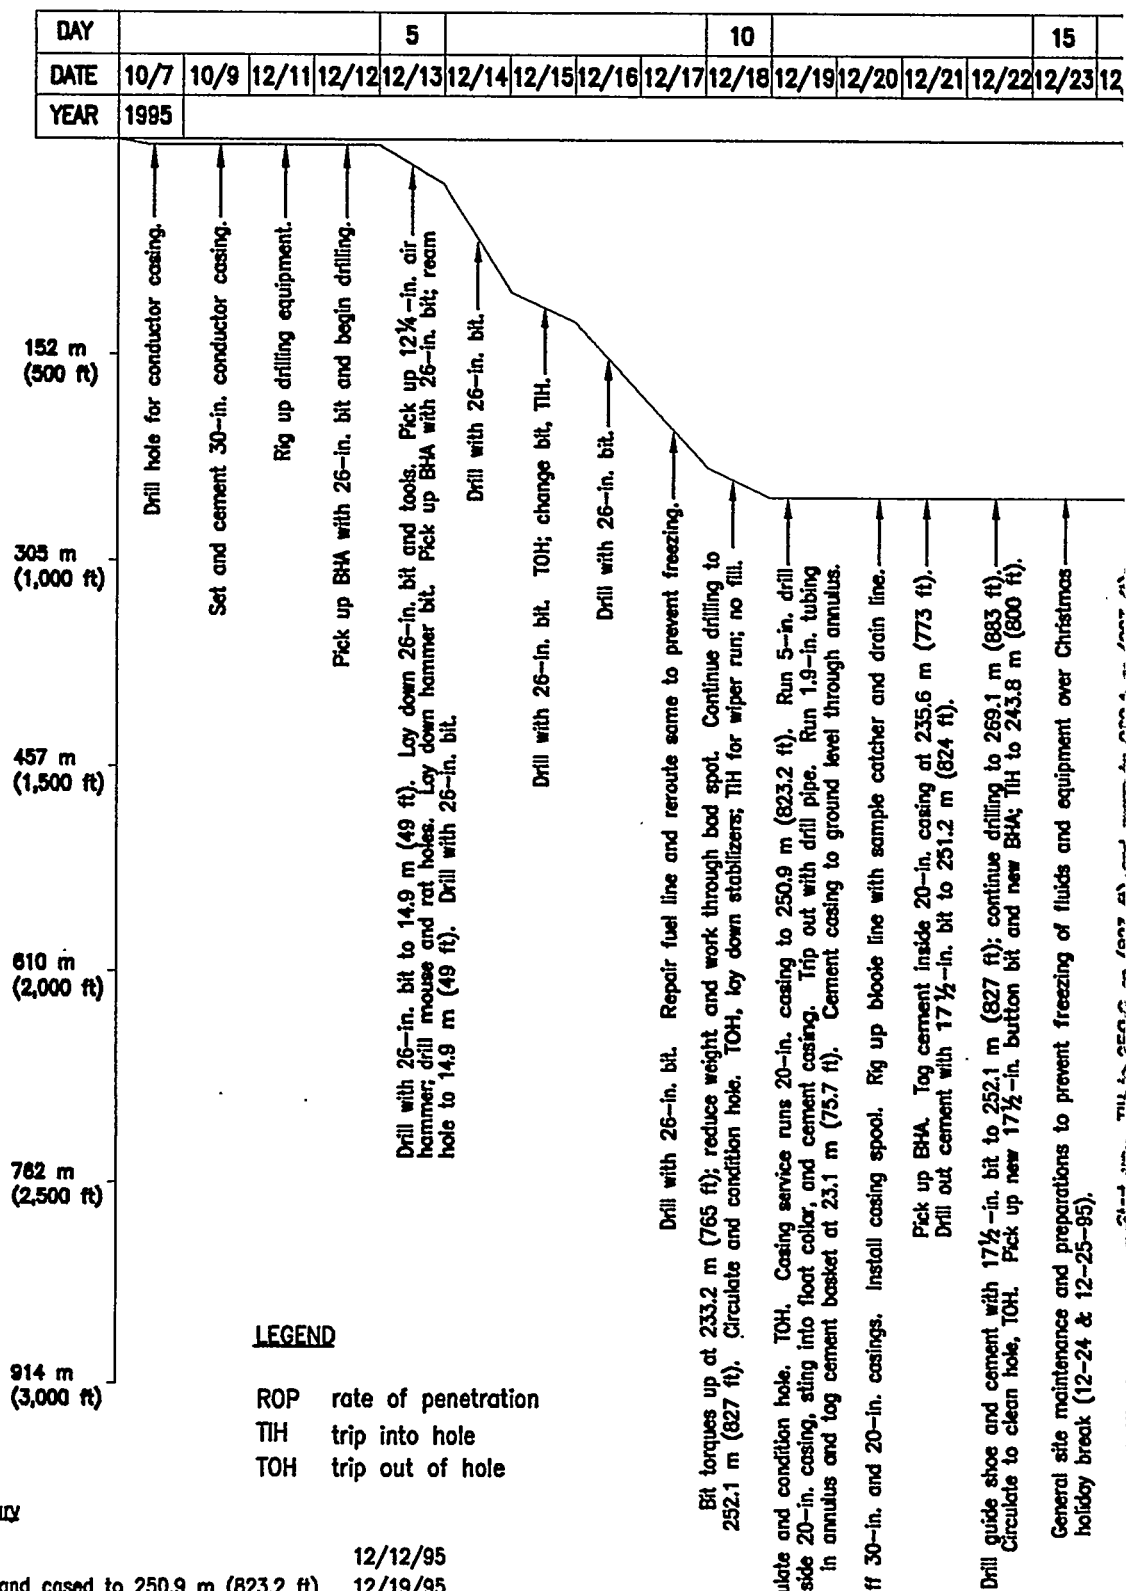 DAY 5 10 15
DATE 10/7 10/9 12/11 12/12 12/13 12/14 12/15 12/16 12/17 12/18 12/19 12/20 12/21 12/22 12/23 12
YEAR 1995
152 m
(500 ft)
305 m
(1,000 ft)
457 m
(1,500 ft)
610 m
(2,000 ft)
762 m
(2,500 ft)
914 m
(3,000 ft)
Drill hole for conductor casing.
Set and cement 30-in. conductor casing.
Rig up drilling equipment.
Pick up BHA with 26-in. bit and begin drilling.
Drill with 26-in. bit to 14.9 m (49 ft). Lay down 26-in. bit and tools. Pick up 12¼-in. air
hammer; drill mouse and rat holes. Lay down hammer bit. Pick up BHA with 26-in. bit; ream
hole to 14.9 m (49 ft). Drill with 26-in. bit.
Drill with 26-in. bit.
Drill with 26-in. bit. TOH; change bit, TIH.
Drill with 26-in. bit.
Drill with 26-in. bit. Repair fuel line and reroute same to prevent freezing.
Bit torques up at 233.2 m (765 ft); reduce weight and work through bad spot. Continue drilling to
252.1 m (827 ft). Circulate and condition hole. TOH, lay down stabilizers; TIH for wiper run; no fill.
ulate and condition hole. TOH. Casing service runs 20-in. casing to 250.9 m (823.2 ft). Run 5-in. drill
side 20-in. casing, sting into float collar, and cement casing. Trip out with drill pipe. Run 1.9-in. tubing
in annulus and tag cement basket at 23.1 m (75.7 ft). Cement casing to ground level through annulus.
ff 30-in. and 20-in. casings. Install casing spool. Rig up blooie line with sample catcher and drain line.
Pick up BHA. Tag cement inside 20-in. casing at 235.6 m (773 ft).
Drill out cement with 17½-in. bit to 251.2 m (824 ft).
Drill guide shoe and cement with 17½-in. bit to 252.1 m (827 ft); continue drilling to 269.1 m (883 ft).
Circulate to clean hole, TOH. Pick up new 17½-in. button bit and new BHA; TIH to 243.8 m (800 ft).
General site maintenance and preparations to prevent freezing of fluids and equipment over Christmas
holiday break (12-24 & 12-25-95).
LEGEND
ROP rate of penetration
TIH trip into hole
TOH trip out of hole
ary
12/12/95
and cased to 250.9 m (823.2 ft) 12/19/95